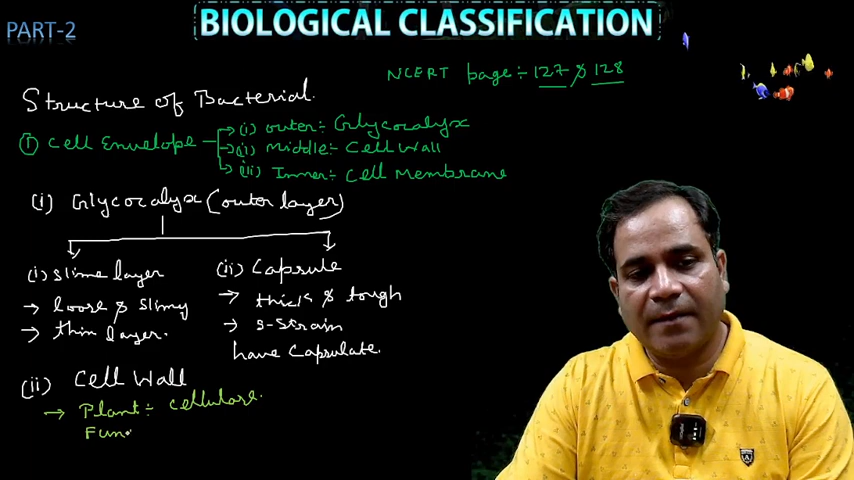 PART-2
BIOLOGICAL CLASSIFICATION
NCERT page÷ 127 & 128
Structure of Bacterial.
(I) Cell Envelope
→ (i) outer÷ Glycocalyx
→ (i) Middle÷ Cell Wall
→ (iii) Inner÷ Cell Membrane
(i) Glycocalyx (outer layer)
(i) Slime layer
→ loose & Slimy
→ thin layer.
(ii) Capsule
→ thick & tough
→ S-Strain
have Capsulate.
(ii) Cell Wall
→ Plant÷ Cellulose.
Fun